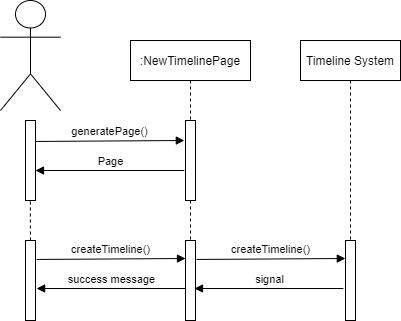 :NewTimelinePage
Timeline System
generatePage()
Page
createTimeline()
createTimeline()
success message
signal